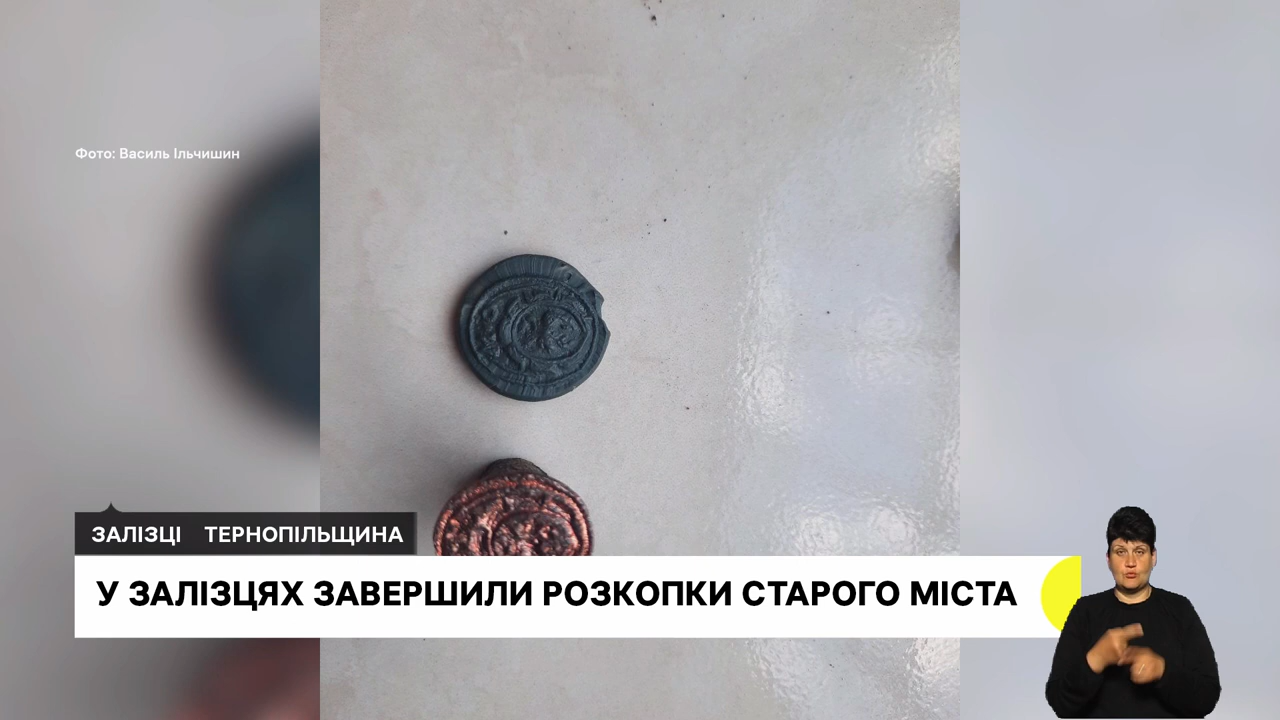 Фото: Василь Ільчишин
ЗАЛІЗЦІ ТЕРНОПІЛЬЩИНА
У ЗАЛІЗЦЯХ ЗАВЕРШИЛИ РОЗКОПКИ СТАРОГО МІСТА